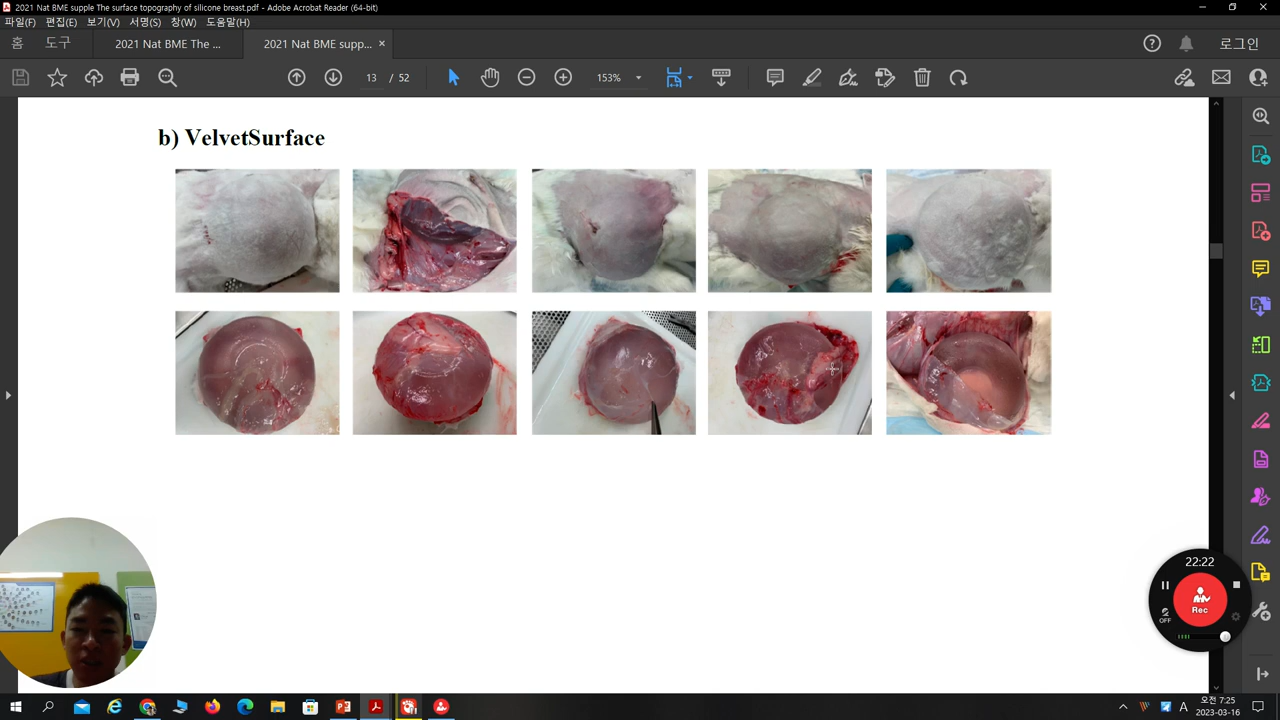 2021 Nat BME supple The surface topography of silicone breast.pdf - Adobe Acrobat Reader (64-bit)
파일(F) 편집(E) 보기(V) 서명(S) 창(W) 도움말(H)
홈 도구 2021 Nat BME The ... 2021 Nat BME supp... × 로그인
13 / 52 153%
b) VelvetSurface
22:22
Rec
OFF
A 오전 7:25
2023-03-16